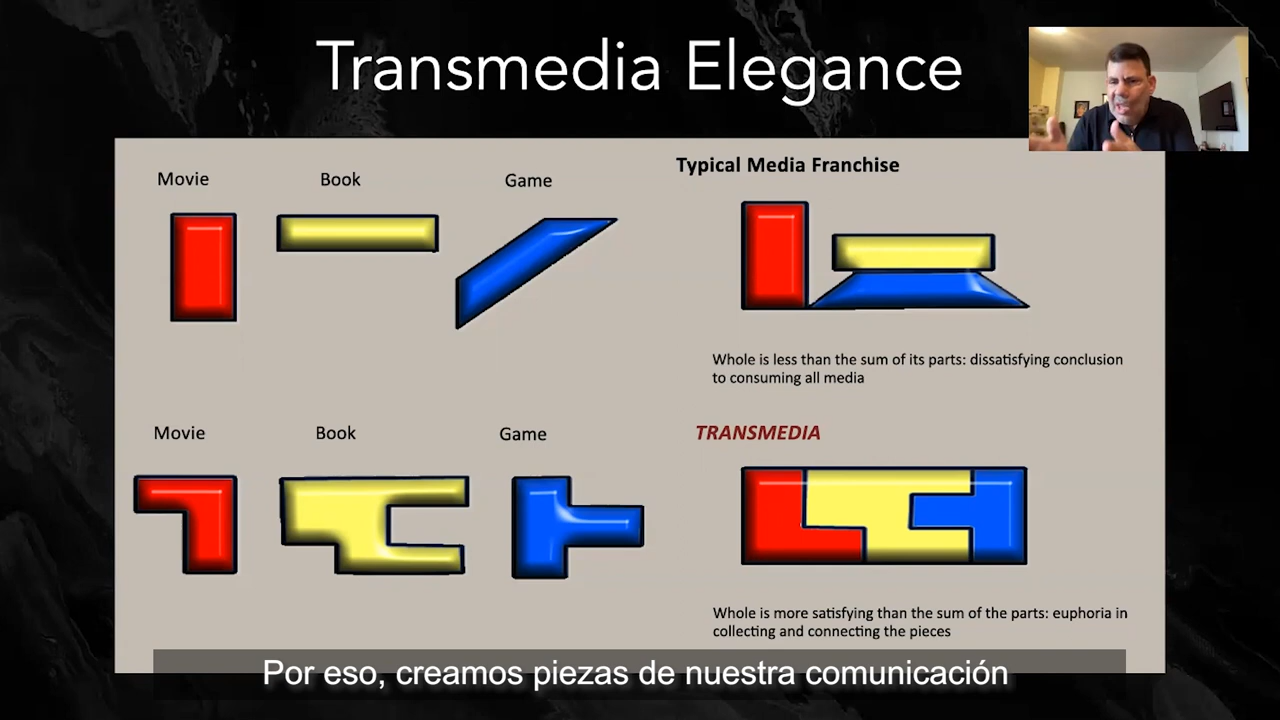 Transmedia Elegance
Movie
Book
Game
Typical Media Franchise
Whole is less than the sum of its parts: dissatisfying conclusion
to consuming all media
Movie
Book
Game
TRANSMEDIA
Whole is more satisfying than the sum of the parts: euphoria in
collecting and connecting the pieces
Por eso, creamos piezas de nuestra comunicación